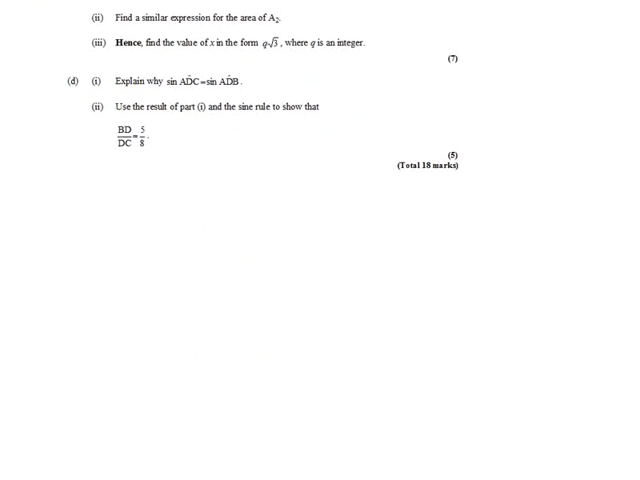 (ii) Find a similar expression for the area of A₂.
(iii) Hence, find the value of x in the form q√3, where q is an integer.
(7)
(d) (i) Explain why sin AD̂C = sin AD̂B.
(ii) Use the result of part (i) and the sine rule to show that
BD/DC = 5/8.
(5)
(Total 18 marks)